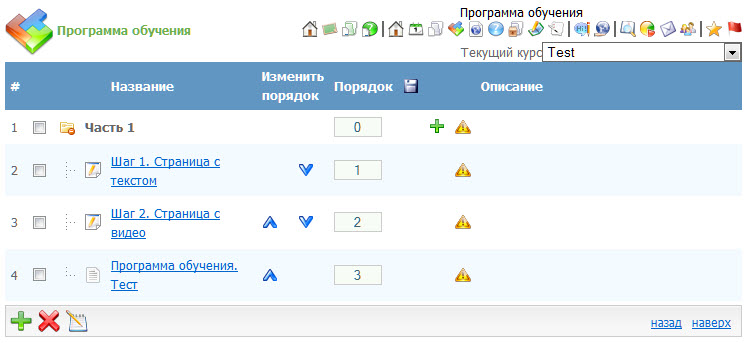 Программа обучения
Программа обучения
Текущий курс Test
# Название Изменить порядок Порядок Описание
1 Часть 1 0
2 Шаг 1. Страница с текстом 1
3 Шаг 2. Страница с видео 2
4 Программа обучения. Тест 3
назад наверх